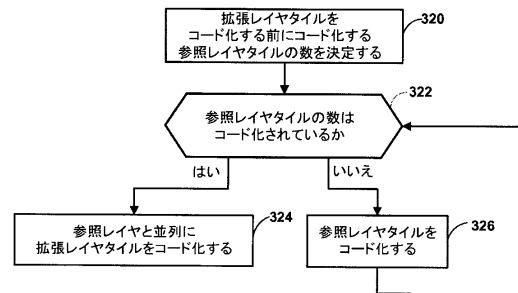 拡張レイヤタイルを
コード化する前にコード化する
参照レイヤタイルの数を決定する
320
322
参照レイヤタイルの数は
コード化されているか
はい
いいえ
参照レイヤと並列に
拡張レイヤタイルをコード化する
324
参照レイヤタイルを
コード化する
326